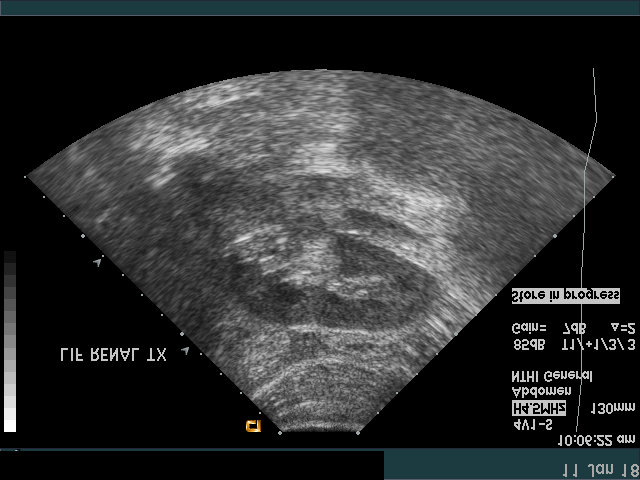 11 Jan 18
10:06:22 am
4V1-S
H4.5MHz 130mm
Abdomen
NTHI General
85dB T1/+1/3/3
Gain= 7dB Δ=2
Store in progress
LIF RENAL TX